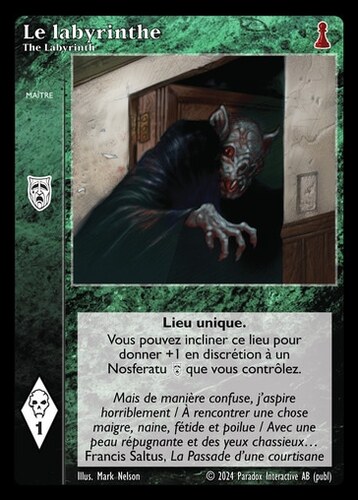 Le labyrinthe
The Labyrinth
MAÎTRE
Lieu unique.
Vous pouvez incliner ce lieu pour
donner +1 en discrétion à un
Nosferatu que vous contrôlez.
Mais de manière confuse, j’aspire
horriblement / À rencontrer une chose
maigre, naine, fétide et poilue / Avec une
peau répugnante et des yeux chassieux…
Francis Saltus, La Passade d’une courtisane
1
Illus. Mark Nelson
© 2024 Paradox Interactive AB (publ)